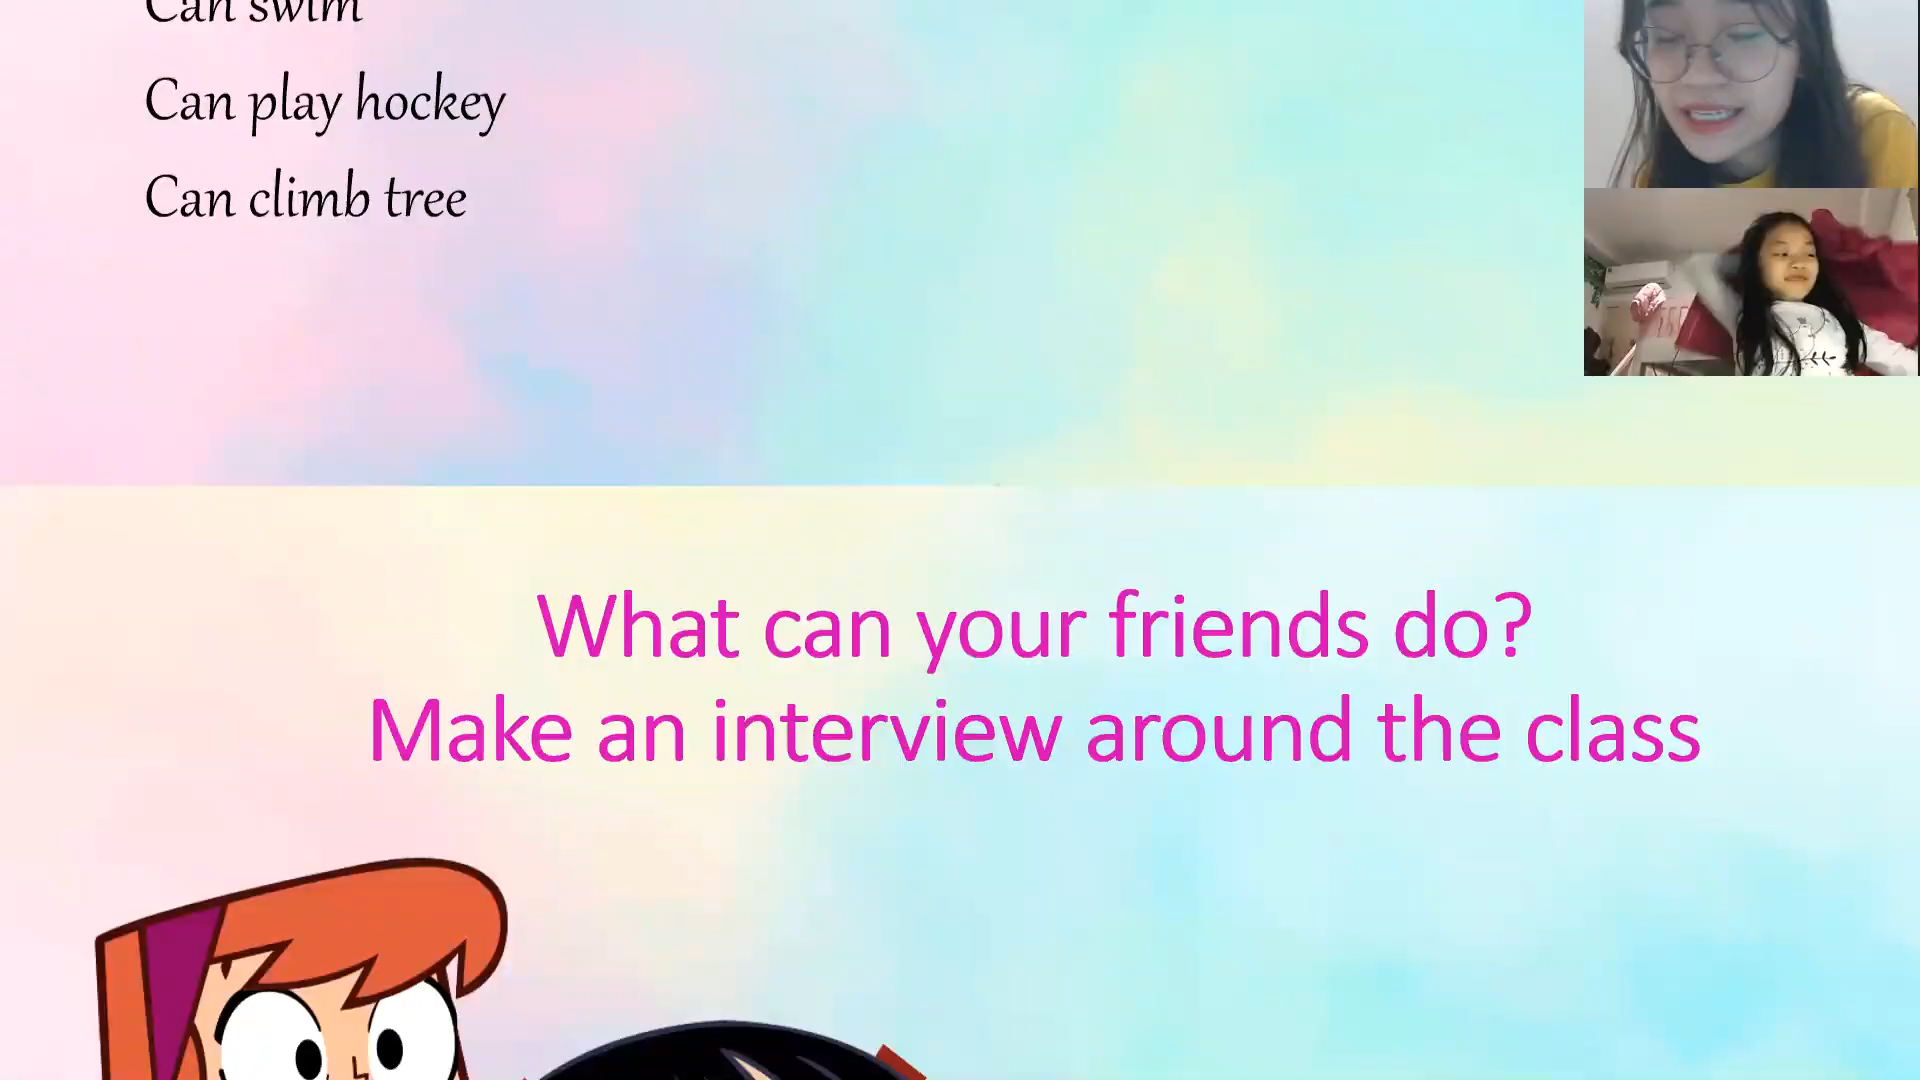 Can swim
Can play hockey
Can climb tree
What can your friends do?
Make an interview around the class